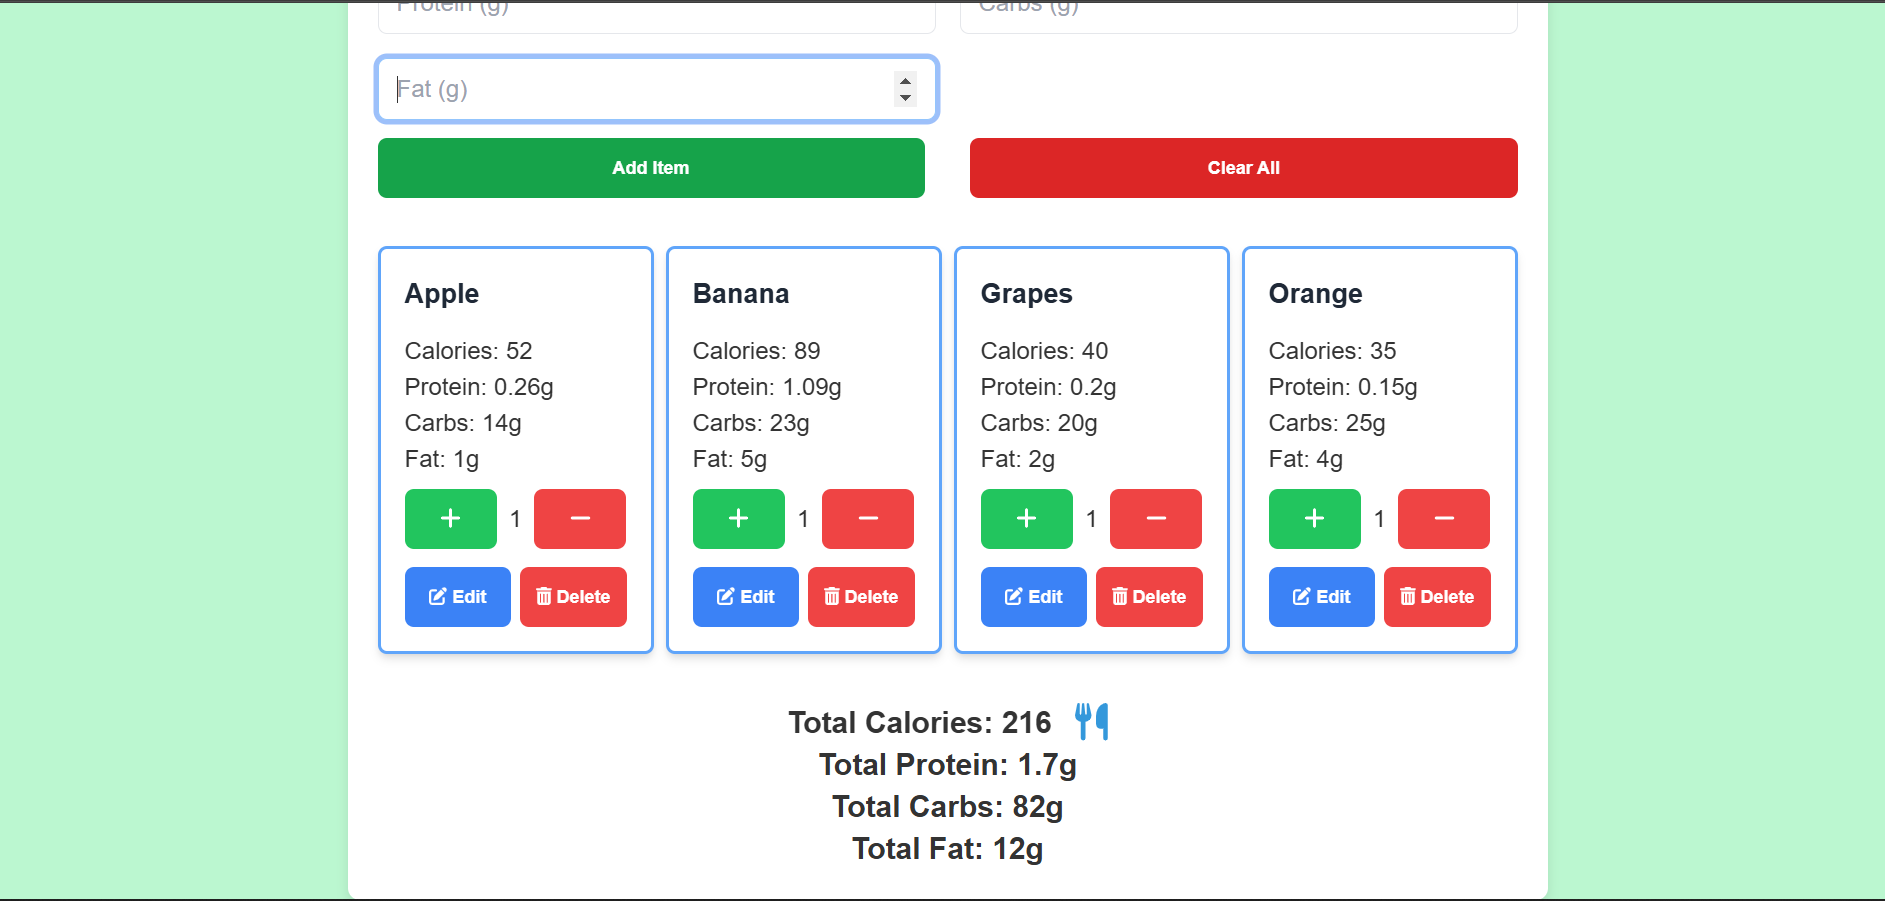 Protein (g) Carbs (g)
Fat (g)
Add Item Clear All
Apple
Calories: 52
Protein: 0.26g
Carbs: 14g
Fat: 1g
+ 1 −
Edit Delete
Banana
Calories: 89
Protein: 1.09g
Carbs: 23g
Fat: 5g
+ 1 −
Edit Delete
Grapes
Calories: 40
Protein: 0.2g
Carbs: 20g
Fat: 2g
+ 1 −
Edit Delete
Orange
Calories: 35
Protein: 0.15g
Carbs: 25g
Fat: 4g
+ 1 −
Edit Delete
Total Calories: 216
Total Protein: 1.7g
Total Carbs: 82g
Total Fat: 12g